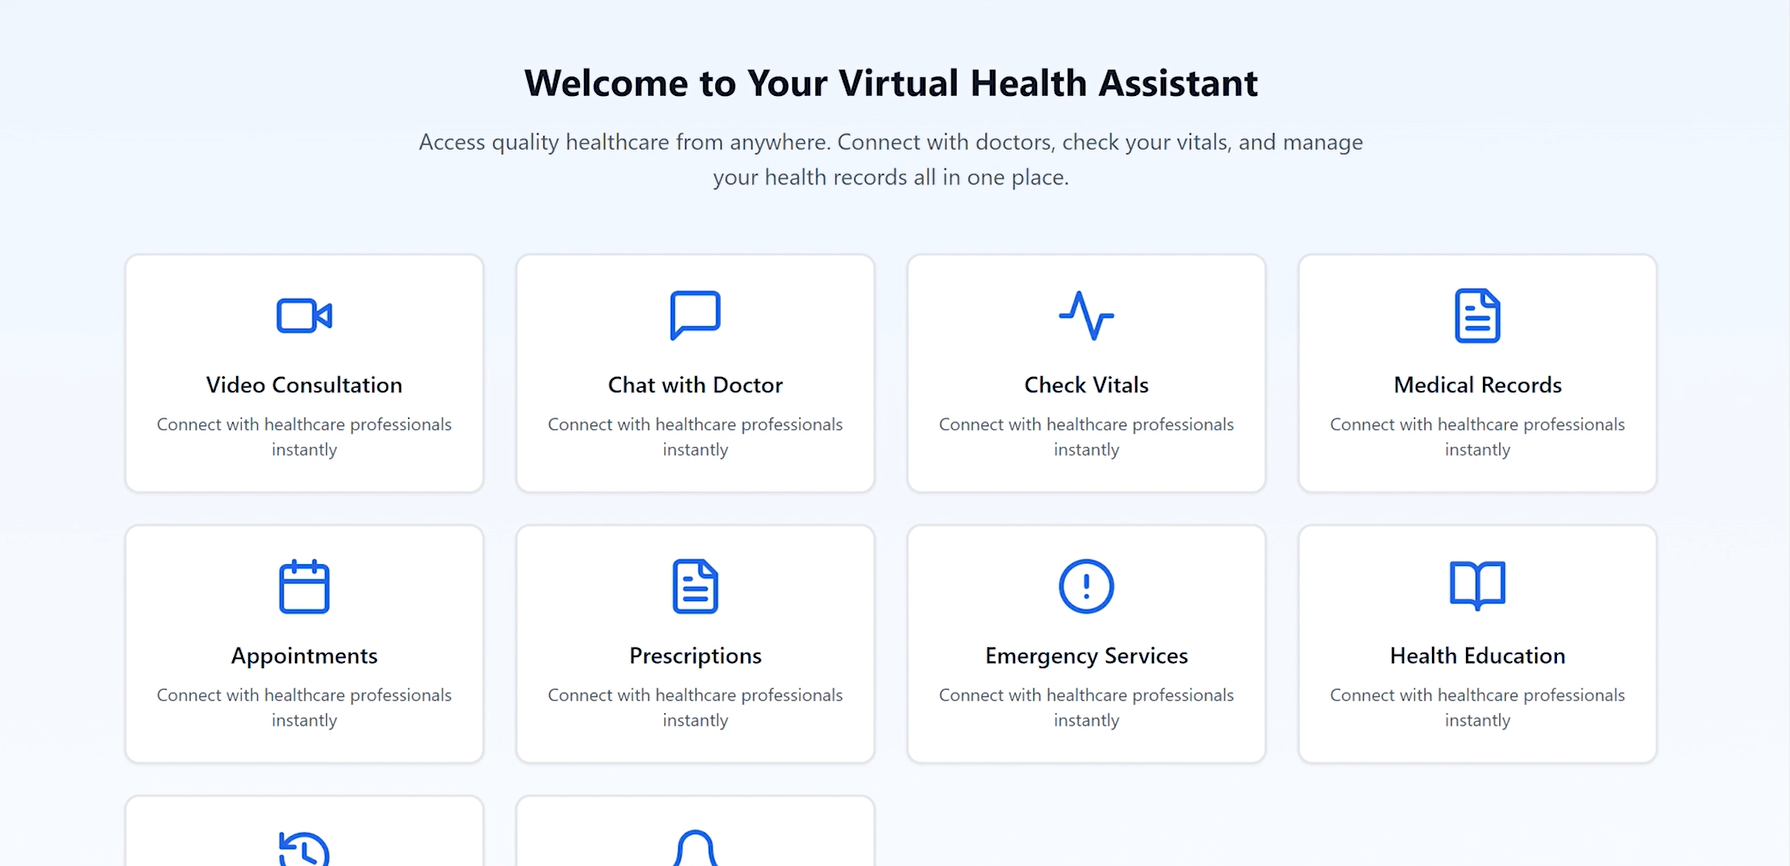 Welcome to Your Virtual Health Assistant
Access quality healthcare from anywhere. Connect with doctors, check your vitals, and manage
your health records all in one place.
Video Consultation
Connect with healthcare professionals
instantly
Chat with Doctor
Connect with healthcare professionals
instantly
Check Vitals
Connect with healthcare professionals
instantly
Medical Records
Connect with healthcare professionals
instantly
Appointments
Connect with healthcare professionals
instantly
Prescriptions
Connect with healthcare professionals
instantly
Emergency Services
Connect with healthcare professionals
instantly
Health Education
Connect with healthcare professionals
instantly